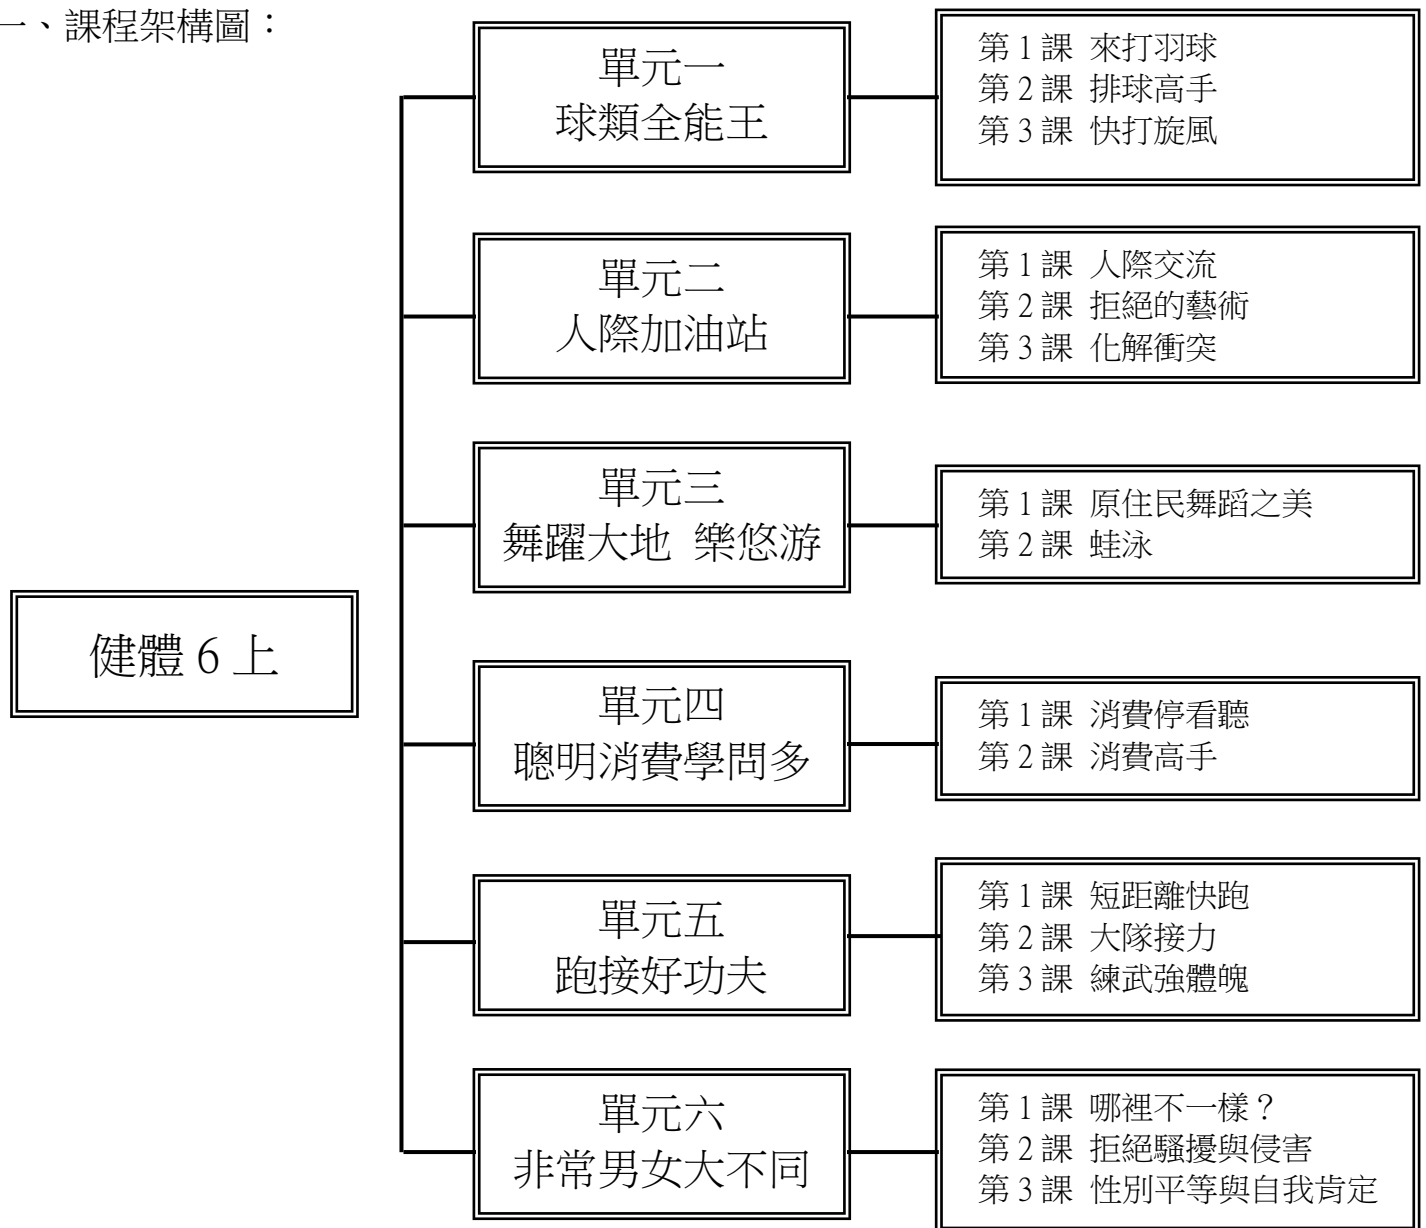 一、課程架構圖：
健體 6 上
單元一
球類全能王
第 1 課 來打羽球
第 2 課 排球高手
第 3 課 快打旋風
單元二
人際加油站
第 1 課 人際交流
第 2 課 拒絕的藝術
第 3 課 化解衝突
單元三
舞躍大地 樂悠游
第 1 課 原住民舞蹈之美
第 2 課 蛙泳
單元四
聰明消費學問多
第 1 課 消費停看聽
第 2 課 消費高手
單元五
跑接好功夫
第 1 課 短距離快跑
第 2 課 大隊接力
第 3 課 練武強體魄
單元六
非常男女大不同
第 1 課 哪裡不一樣？
第 2 課 拒絕騷擾與侵害
第 3 課 性別平等與自我肯定